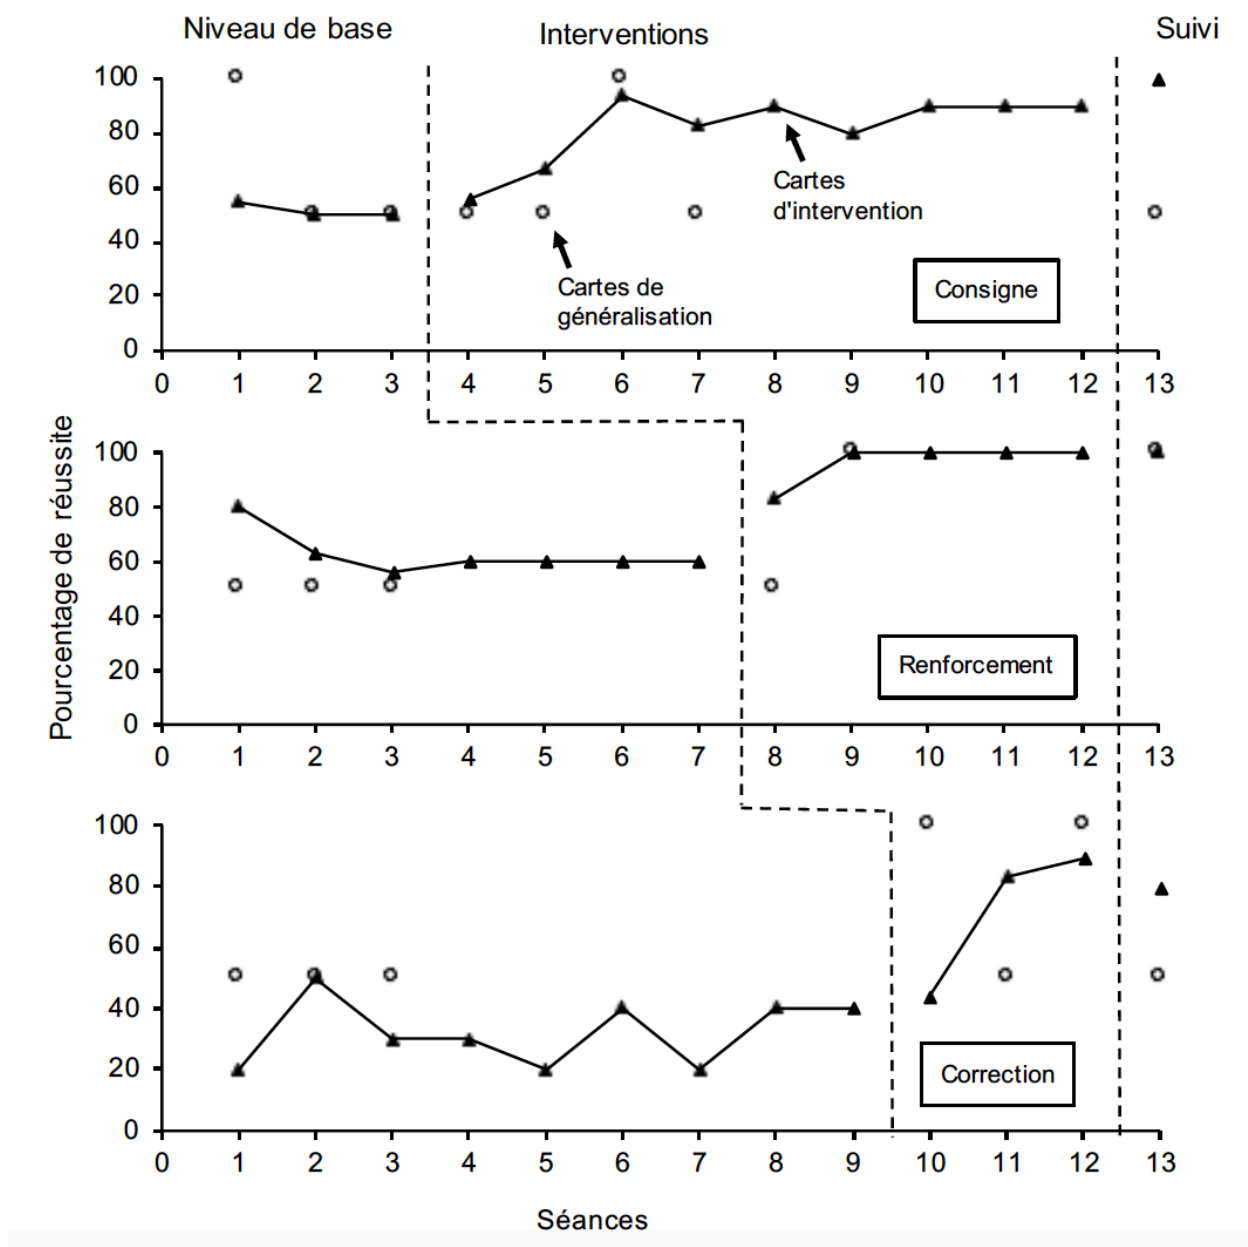 Niveau de base
Interventions
Suivi
100
80
60
40
20
0
Cartes
d'intervention
Cartes de
généralisation
Consigne
0 1 2 3 4 5 6 7 8 9 10 11 12 13
Pourcentage de réussite
100
80
60
40
20
0
Renforcement
0 1 2 3 4 5 6 7 8 9 10 11 12 13
100
80
60
40
20
0
Correction
0 1 2 3 4 5 6 7 8 9 10 11 12 13
Séances